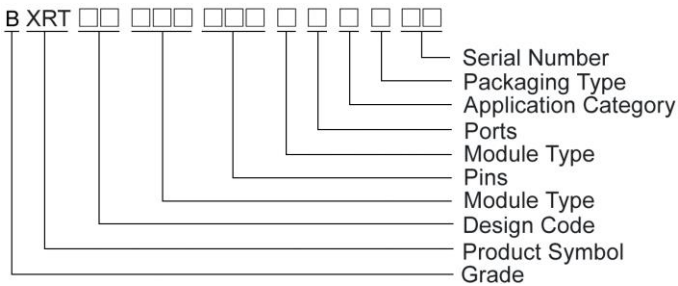 B XRT □□ □□□ □□□ □ □ □ □ □□
Serial Number
Packaging Type
Application Category
Ports
Module Type
Pins
Module Type
Design Code
Product Symbol
Grade